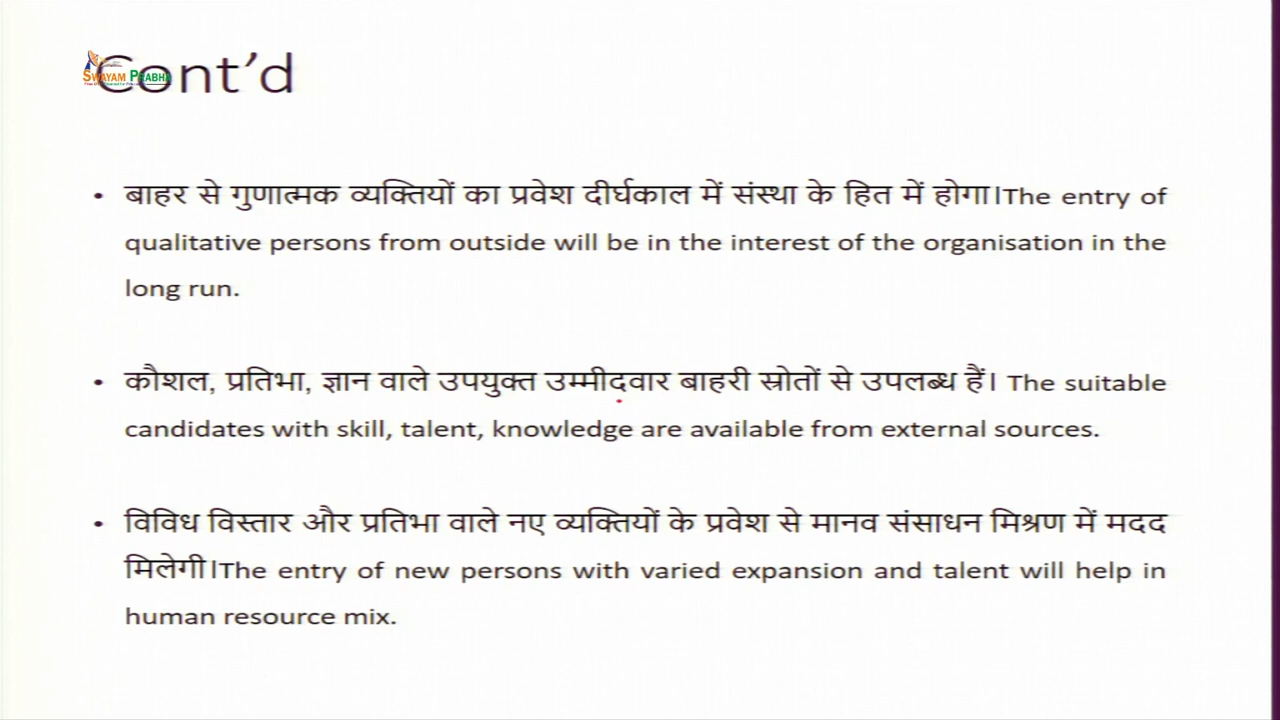 Cont'd
SWAYAM PRABHA
• बाहर से गुणात्मक व्यक्तियों का प्रवेश दीर्घकाल में संस्था के हित में होगा।The entry of
qualitative persons from outside will be in the interest of the organisation in the
long run.
• कौशल, प्रतिभा, ज्ञान वाले उपयुक्त उम्मीदवार बाहरी स्रोतों से उपलब्ध हैं। The suitable
candidates with skill, talent, knowledge are available from external sources.
• विविध विस्तार और प्रतिभा वाले नए व्यक्तियों के प्रवेश से मानव संसाधन मिश्रण में मदद
मिलेगी।The entry of new persons with varied expansion and talent will help in
human resource mix.